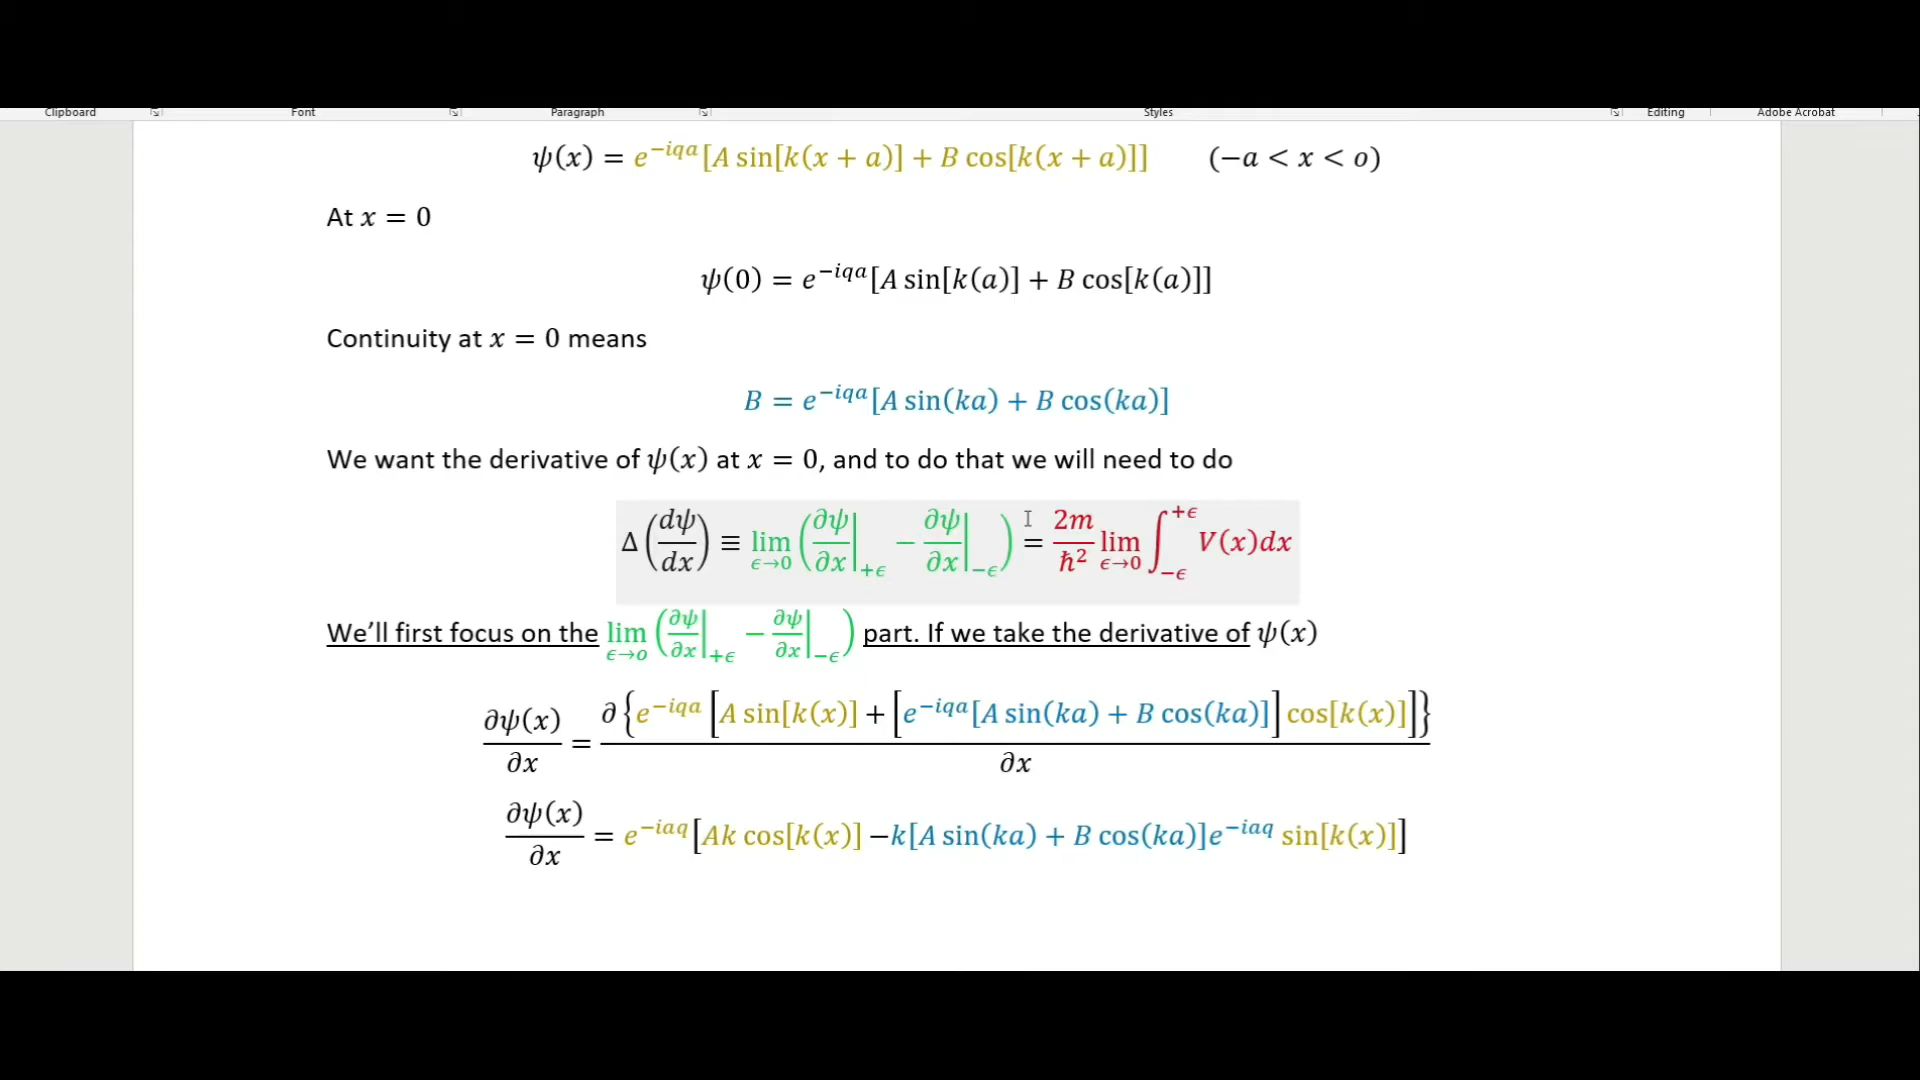 Clipboard Font Paragraph Styles Editing Adobe Acrobat
ψ(x) = e^{−iqa}[A sin[k(x + a)] + B cos[k(x + a)]] (−a < x < o)
At x = 0
ψ(0) = e^{−iqa}[A sin[k(a)] + B cos[k(a)]]
Continuity at x = 0 means
B = e^{−iqa}[A sin(ka) + B cos(ka)]
We want the derivative of ψ(x) at x = 0, and to do that we will need to do
Δ(dψ/dx) ≡ lim_{ϵ→0} (∂ψ/∂x|_{+ϵ} − ∂ψ/∂x|_{−ϵ}) = 2m/ħ² lim_{ϵ→0} ∫_{−ϵ}^{+ϵ} V(x)dx
We’ll first focus on the lim_{ϵ→o} (∂ψ/∂x|_{+ϵ} − ∂ψ/∂x|_{−ϵ}) part. If we take the derivative of ψ(x)
∂ψ(x)/∂x = ∂{e^{−iqa}[A sin[k(x)] + [e^{−iqa}[A sin(ka) + B cos(ka)]] cos[k(x)]]}/∂x
∂ψ(x)/∂x = e^{−iaq}[Ak cos[k(x)] −k[A sin(ka) + B cos(ka)]e^{−iaq} sin[k(x)]]